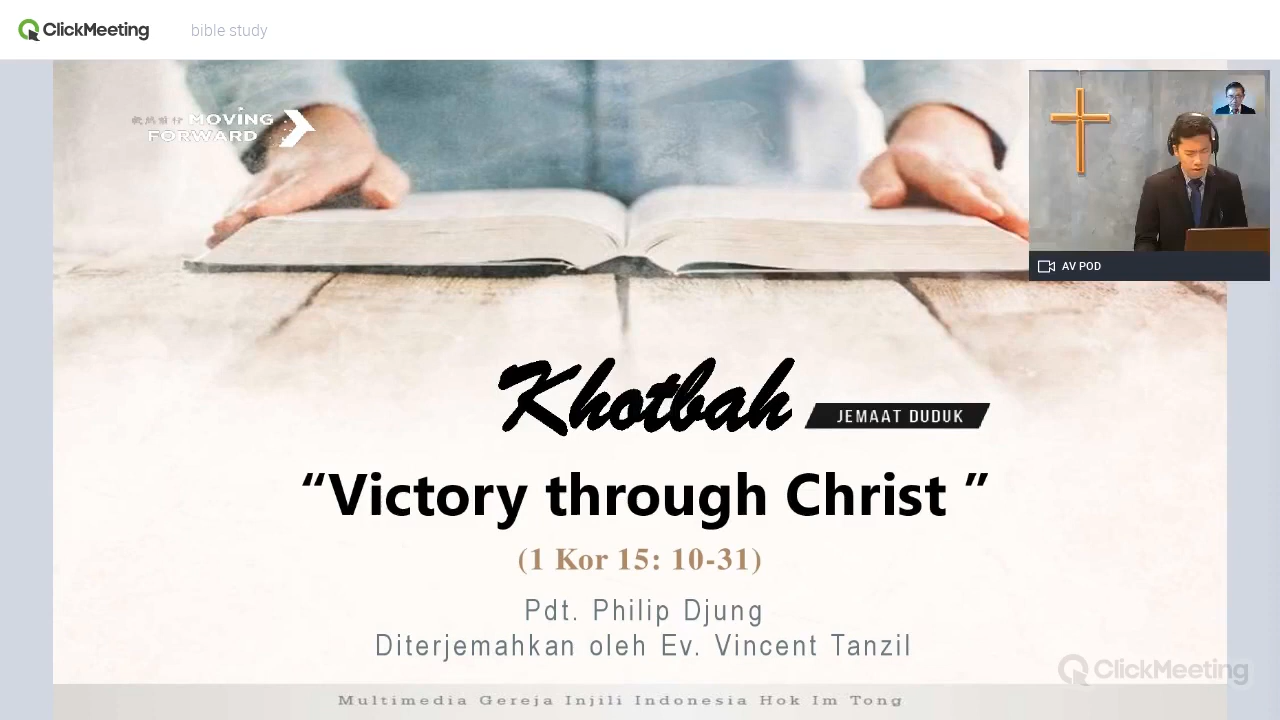 ClickMeeting bible study
MOVING
FORWARD
AV POD
Khotbah
JEMAAT DUDUK
“Victory through Christ ”
(1 Kor 15: 10-31)
Pdt. Philip Djung
Diterjemahkan oleh Ev. Vincent Tanzil
ClickMeeting
Multimedia Gereja Injili Indonesia Hok Im Tong